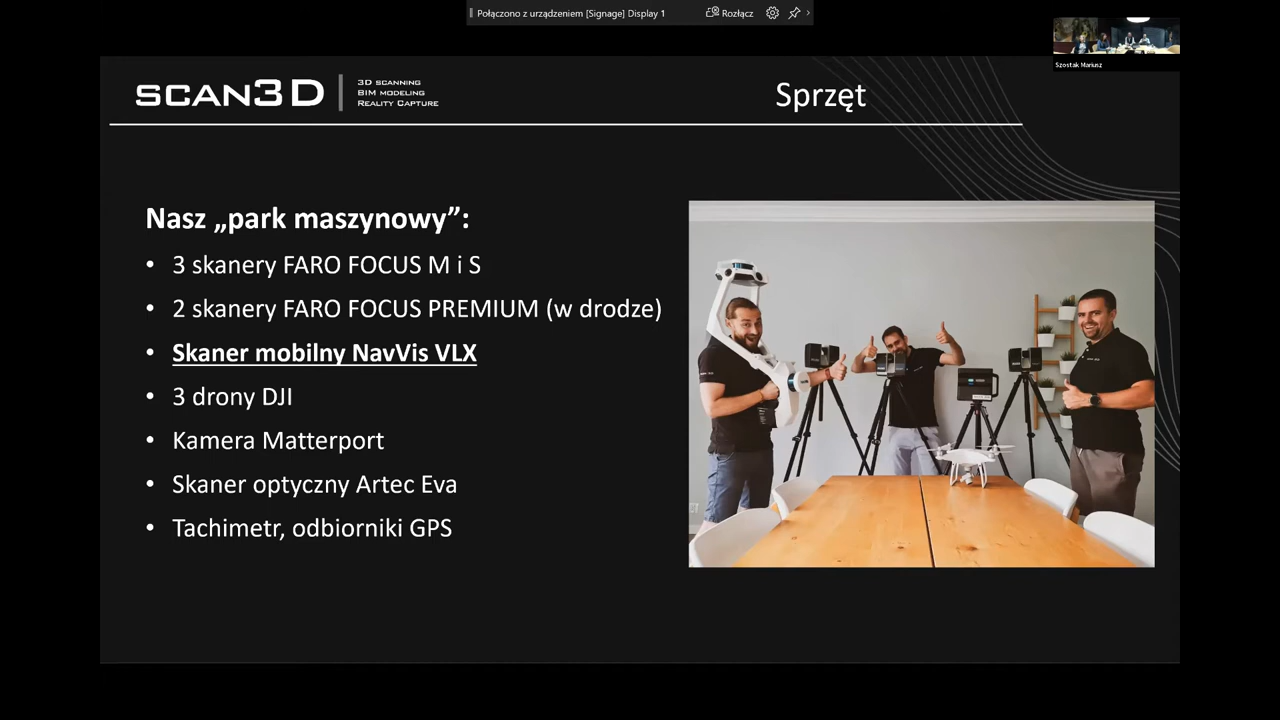 Połączono z urządzeniem [Signage] Display 1
Rozłącz
Szostak Mariusz
SCAN3D
3D SCANNING
BIM MODELING
REALITY CAPTURE
Sprzęt
Nasz „park maszynowy”:
• 3 skanery FARO FOCUS M i S
• 2 skanery FARO FOCUS PREMIUM (w drodze)
• Skaner mobilny NavVis VLX
• 3 drony DJI
• Kamera Matterport
• Skaner optyczny Artec Eva
• Tachimetr, odbiorniki GPS